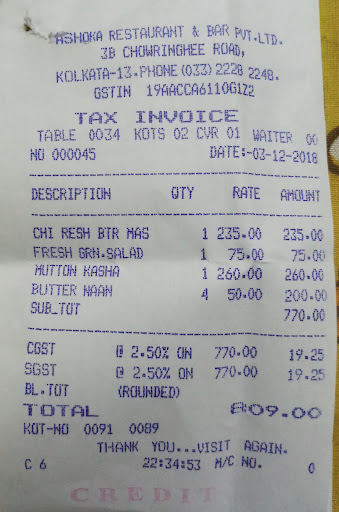 ASHOKA RESTAURANT & BAR PVT.LTD.
3B CHOWRINGHEE ROAD,
KOLKATA-13.PHONE(033)2228 2248.
GSTIN 19AACCA6110G1Z2
TAX INVOICE
TABLE 0034 KOTS 02 CVR 01 WAITER 00
NO 000045 DATE:-03-12-2018
DESCRIPTION QTY RATE AMOUNT
CHI RESH BTR MAS 1 235.00 235.00
FRESH GRN.SALAD 1 75.00 75.00
MUTTON KASHA 1 260.00 260.00
BUTTER NAAN 4 50.00 200.00
SUB_TOT 770.00
CGST @ 2.50% ON 770.00 19.25
SGST @ 2.50% ON 770.00 19.25
BL.TOT (ROUNDED)
TOTAL 809.00
KOT-NO 0091 0089
THANK YOU...VISIT AGAIN.
C 6 22:34:53 M/C NO. 0
CREDIT